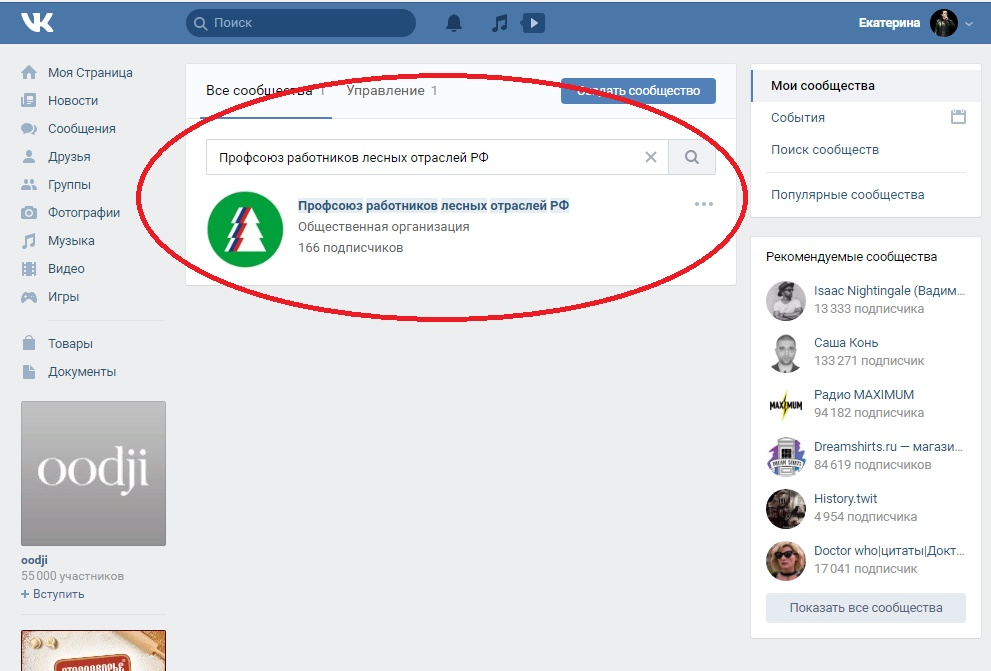 Поиск
Екатерина
Моя Страница
Новости
Сообщения
Друзья
Группы
Фотографии
Музыка
Видео
Игры
Товары
Документы
oodji
oodji
55 000 участников
+ Вступить
Все сообщества 1
Управление 1
Создать сообщество
Профсоюз работников лесных отраслей РФ
Профсоюз работников лесных отраслей РФ
Общественная организация
166 подписчиков
Мои сообщества
События
Поиск сообществ
Популярные сообщества
Рекомендуемые сообщества
Isaac Nightingale (Вадим...
13 333 подписчика
Саша Конь
133 271 подписчик
MAXIMUM
Радио MAXIMUM
94 182 подписчика
DREAM SHIRTS
Dreamshirts.ru — магази...
84 619 подписчиков
History.twit
4 954 подписчика
Doctor who|цитаты|Докт...
17 041 подписчик
Показать все сообщества